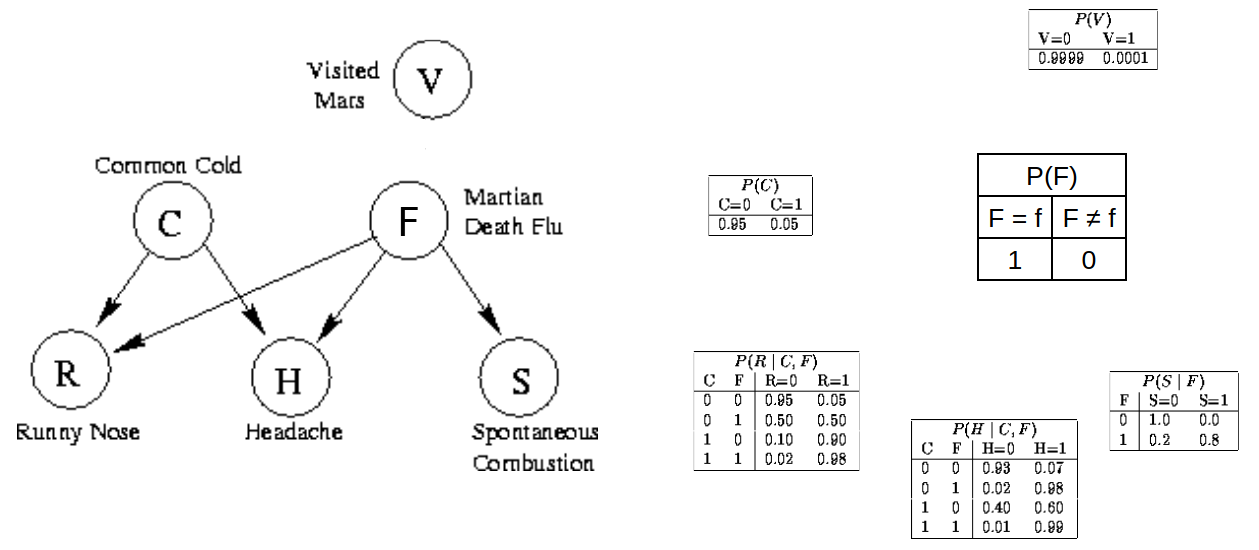 Visited
Mars
V
Common Cold
C
F
Martian
Death Flu
R
H
S
Runny Nose
Headache
Spontaneous
Combustion
P(V)
V=0 V=1
0.9999 0.0001
P(C)
C=0 C=1
0.95 0.05
P(F)
F = f F ≠ f
1 0
P(R | C, F)
C F R=0 R=1
0 0 0.95 0.05
0 1 0.50 0.50
1 0 0.10 0.90
1 1 0.02 0.98
P(H | C, F)
C F H=0 H=1
0 0 0.93 0.07
0 1 0.02 0.98
1 0 0.40 0.60
1 1 0.01 0.99
P(S | F)
F S=0 S=1
0 1.0 0.0
1 0.2 0.8